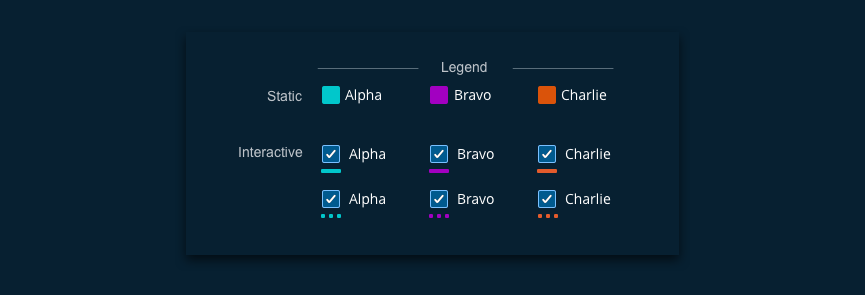 Legend
Static Alpha Bravo Charlie
Interactive Alpha Bravo Charlie
Alpha Bravo Charlie